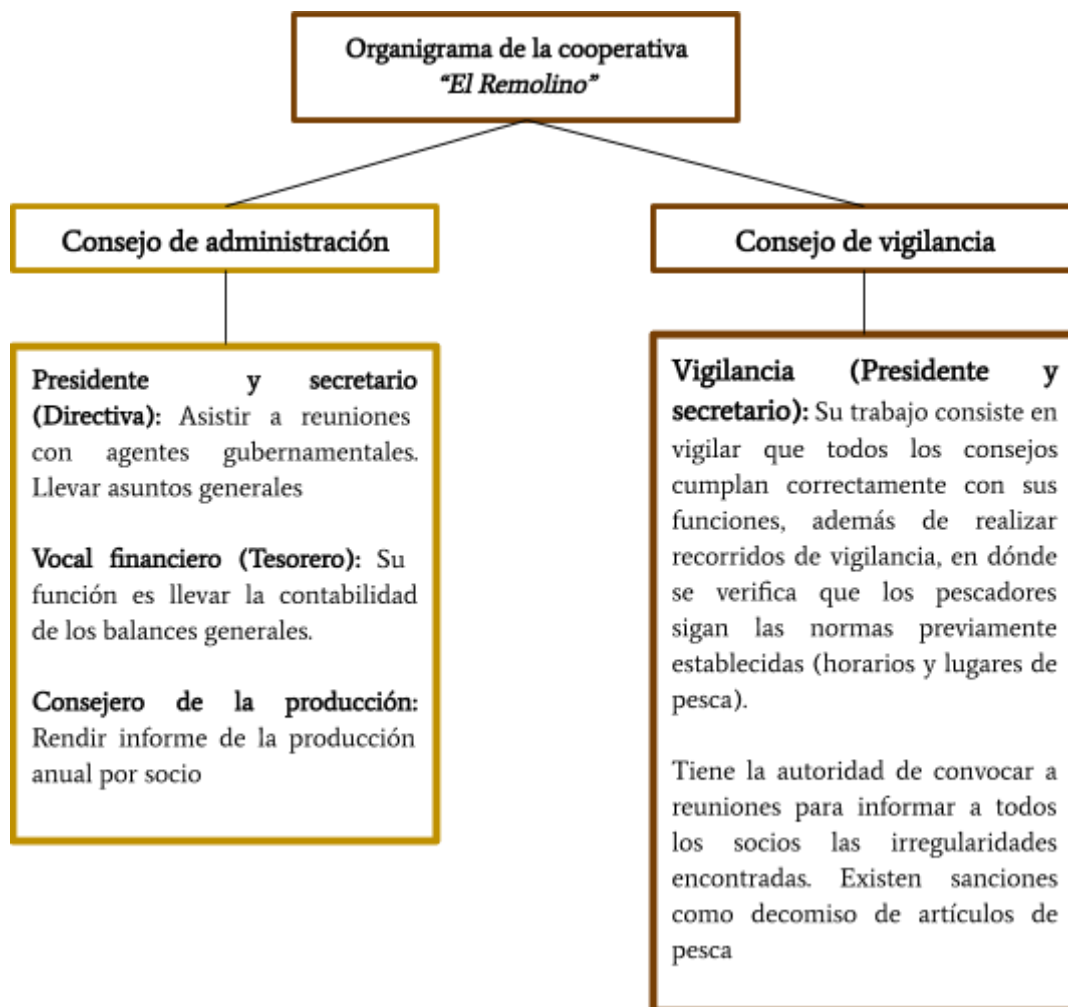 Organigrama de la cooperativa
“El Remolino”
Consejo de administración
Presidente y secretario
(Directiva): Asistir a reuniones
con agentes gubernamentales.
Llevar asuntos generales
Vocal financiero (Tesorero): Su
función es llevar la contabilidad
de los balances generales.
Consejero de la producción:
Rendir informe de la producción
anual por socio
Consejo de vigilancia
Vigilancia (Presidente y
secretario): Su trabajo consiste en
vigilar que todos los consejos
cumplan correctamente con sus
funciones, además de realizar
recorridos de vigilancia, en dónde
se verifica que los pescadores
sigan las normas previamente
establecidas (horarios y lugares de
pesca).
Tiene la autoridad de convocar a
reuniones para informar a todos
los socios las irregularidades
encontradas. Existen sanciones
como decomiso de artículos de
pesca